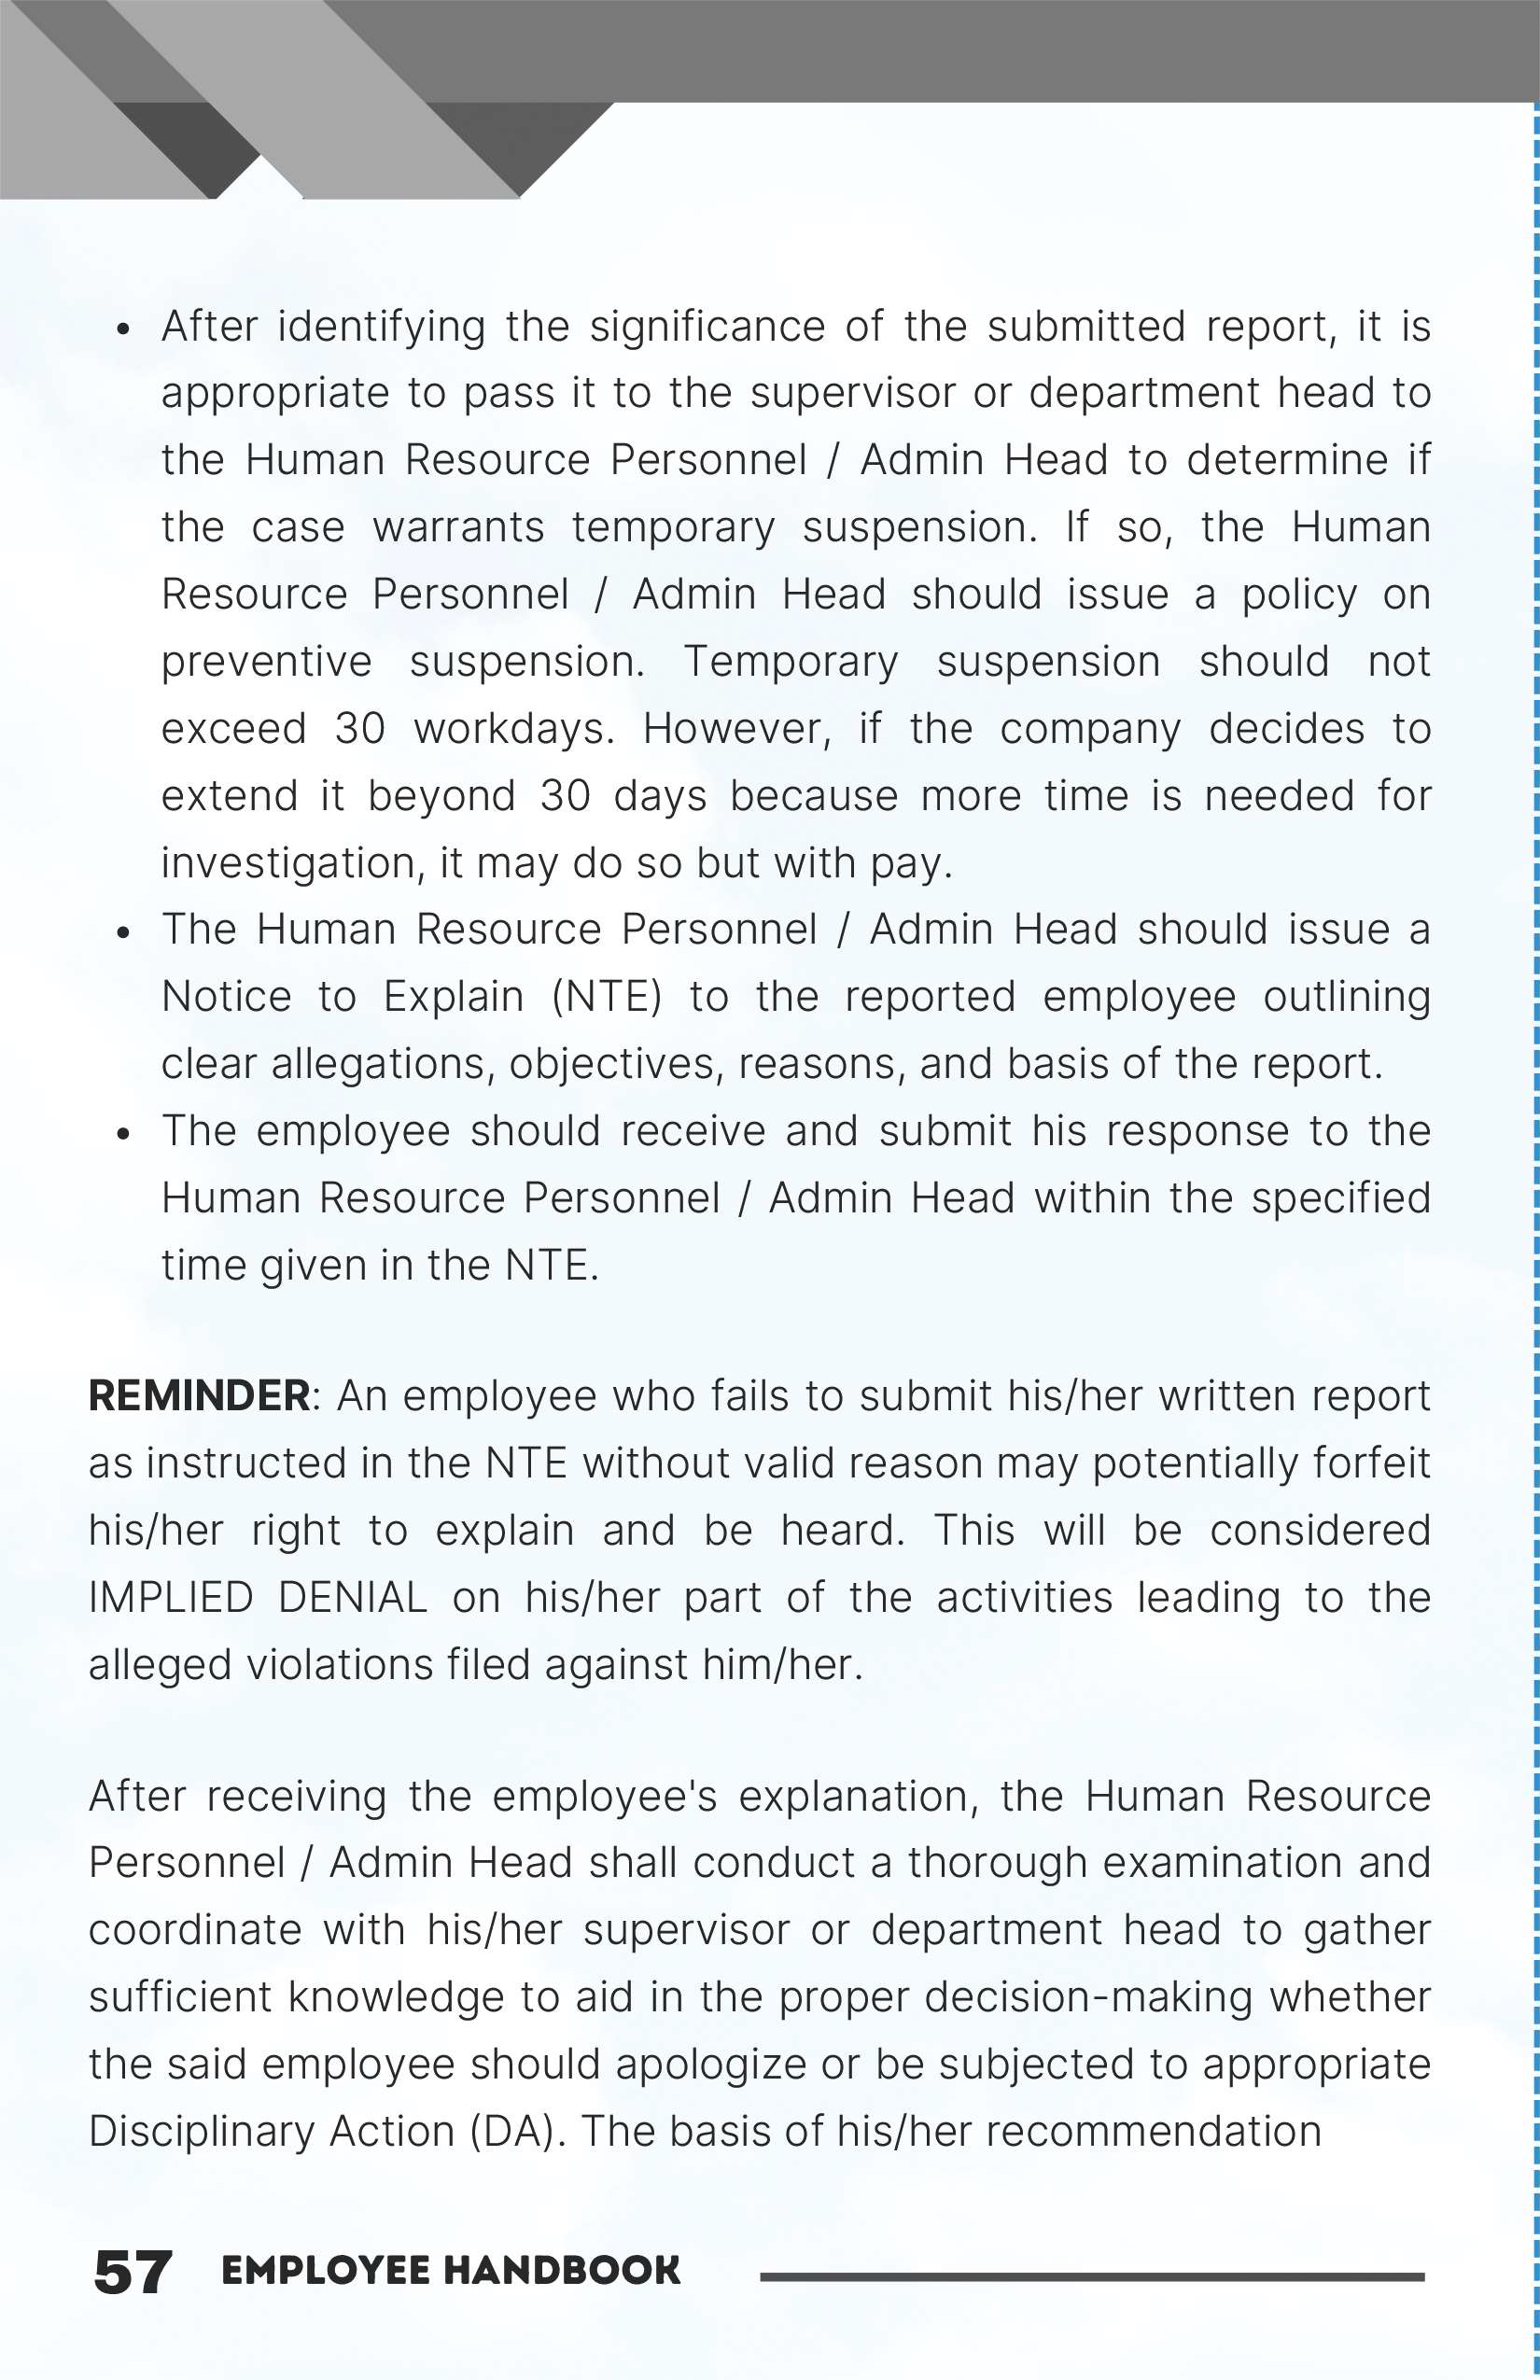 • After identifying the significance of the submitted report, it is
appropriate to pass it to the supervisor or department head to
the Human Resource Personnel / Admin Head to determine if
the case warrants temporary suspension. If so, the Human
Resource Personnel / Admin Head should issue a policy on
preventive suspension. Temporary suspension should not
exceed 30 workdays. However, if the company decides to
extend it beyond 30 days because more time is needed for
investigation, it may do so but with pay.
• The Human Resource Personnel / Admin Head should issue a
Notice to Explain (NTE) to the reported employee outlining
clear allegations, objectives, reasons, and basis of the report.
• The employee should receive and submit his response to the
Human Resource Personnel / Admin Head within the specified
time given in the NTE.
REMINDER: An employee who fails to submit his/her written report
as instructed in the NTE without valid reason may potentially forfeit
his/her right to explain and be heard. This will be considered
IMPLIED DENIAL on his/her part of the activities leading to the
alleged violations filed against him/her.
After receiving the employee's explanation, the Human Resource
Personnel / Admin Head shall conduct a thorough examination and
coordinate with his/her supervisor or department head to gather
sufficient knowledge to aid in the proper decision-making whether
the said employee should apologize or be subjected to appropriate
Disciplinary Action (DA). The basis of his/her recommendation
57 EMPLOYEE HANDBOOK